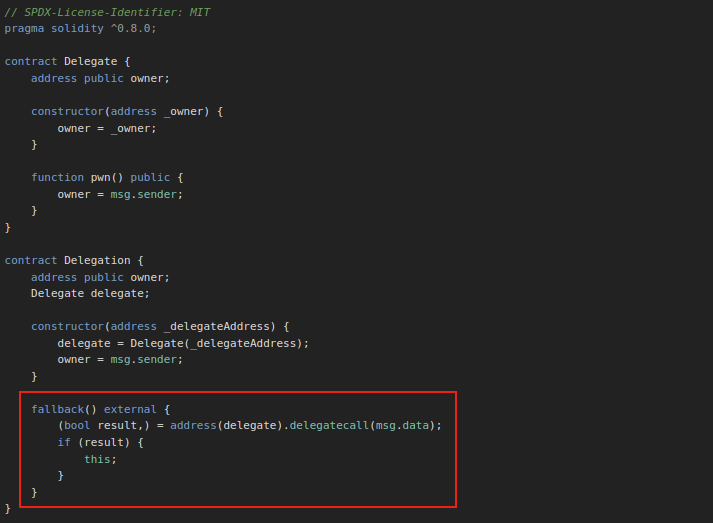 // SPDX-License-Identifier: MIT
pragma solidity ^0.8.0;

contract Delegate {
    address public owner;

    constructor(address _owner) {
        owner = _owner;
    }

    function pwn() public {
        owner = msg.sender;
    }
}

contract Delegation {
    address public owner;
    Delegate delegate;

    constructor(address _delegateAddress) {
        delegate = Delegate(_delegateAddress);
        owner = msg.sender;
    }

    fallback() external {
        (bool result,) = address(delegate).delegatecall(msg.data);
        if (result) {
            this;
        }
    }
}